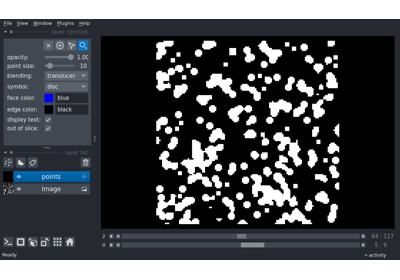 File View Window Plugins Help
layer controls
opacity: 1.00
point size: 10
blending: translucen
symbol: disc
face color: blue
edge color: black
display text:
out of slice:
layer list
points
Image
2 64 127
0 5 9
Ready activity